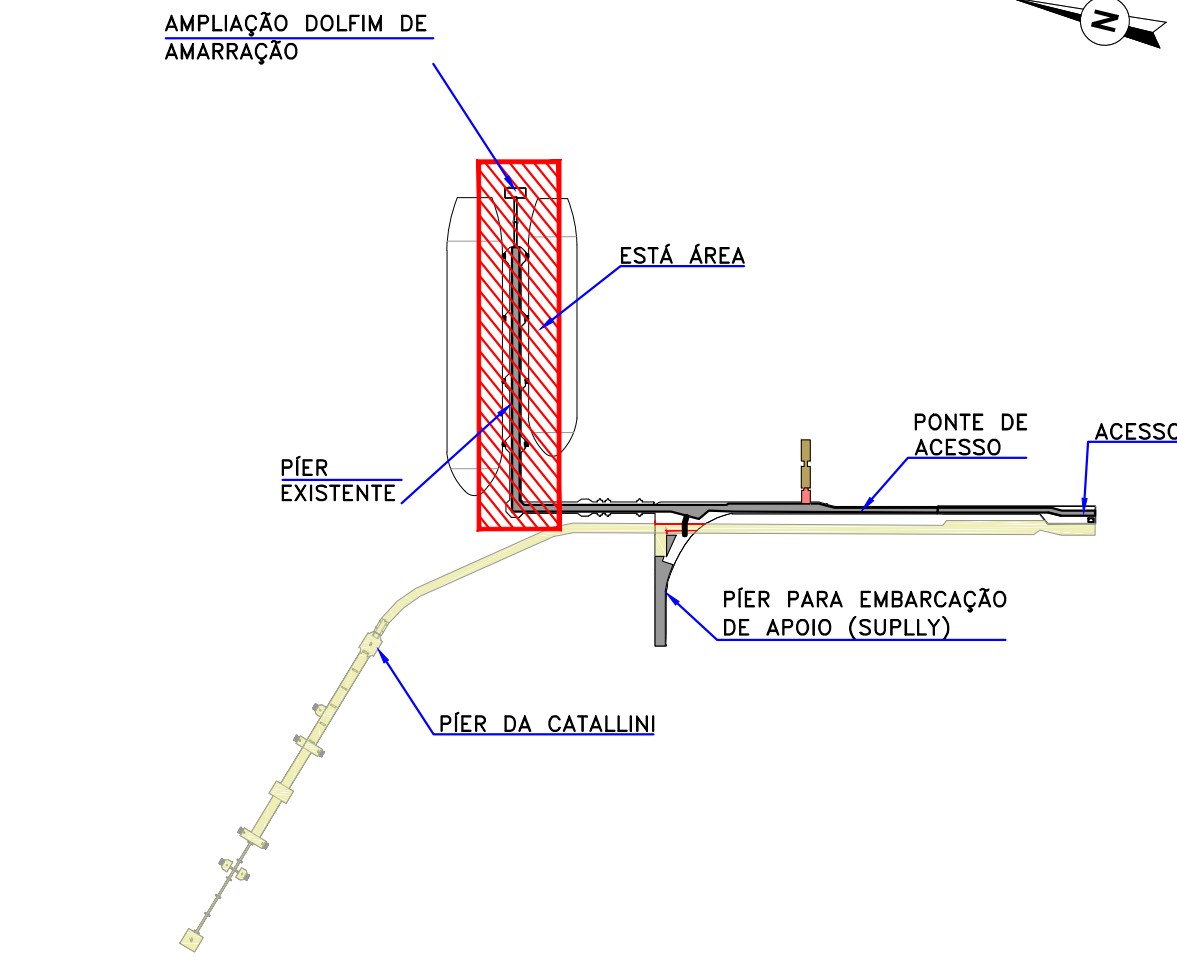 AMPLIAÇÃO DOLFIM DE
AMARRAÇÃO
N
ESTÁ ÁREA
PONTE DE
ACESSO
ACESSO
PÍER
EXISTENTE
PÍER PARA EMBARCAÇÃO
DE APOIO (SUPLLY)
PÍER DA CATALLINI